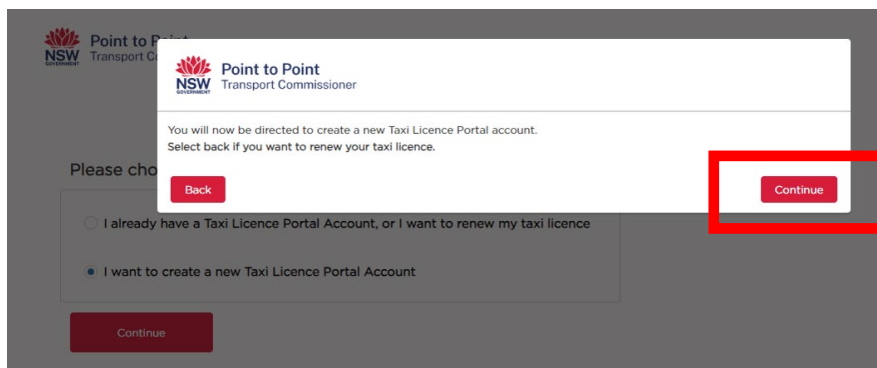 Point to P
NSW
GOVERNMENT
Transport Co
Point to Point
NSW
GOVERNMENT
Transport Commissioner
You will now be directed to create a new Taxi Licence Portal account.
Select back if you want to renew your taxi licence.
Back
Continue
Please cho
I already have a Taxi Licence Portal Account, or I want to renew my taxi licence
I want to create a new Taxi Licence Portal Account
Continue